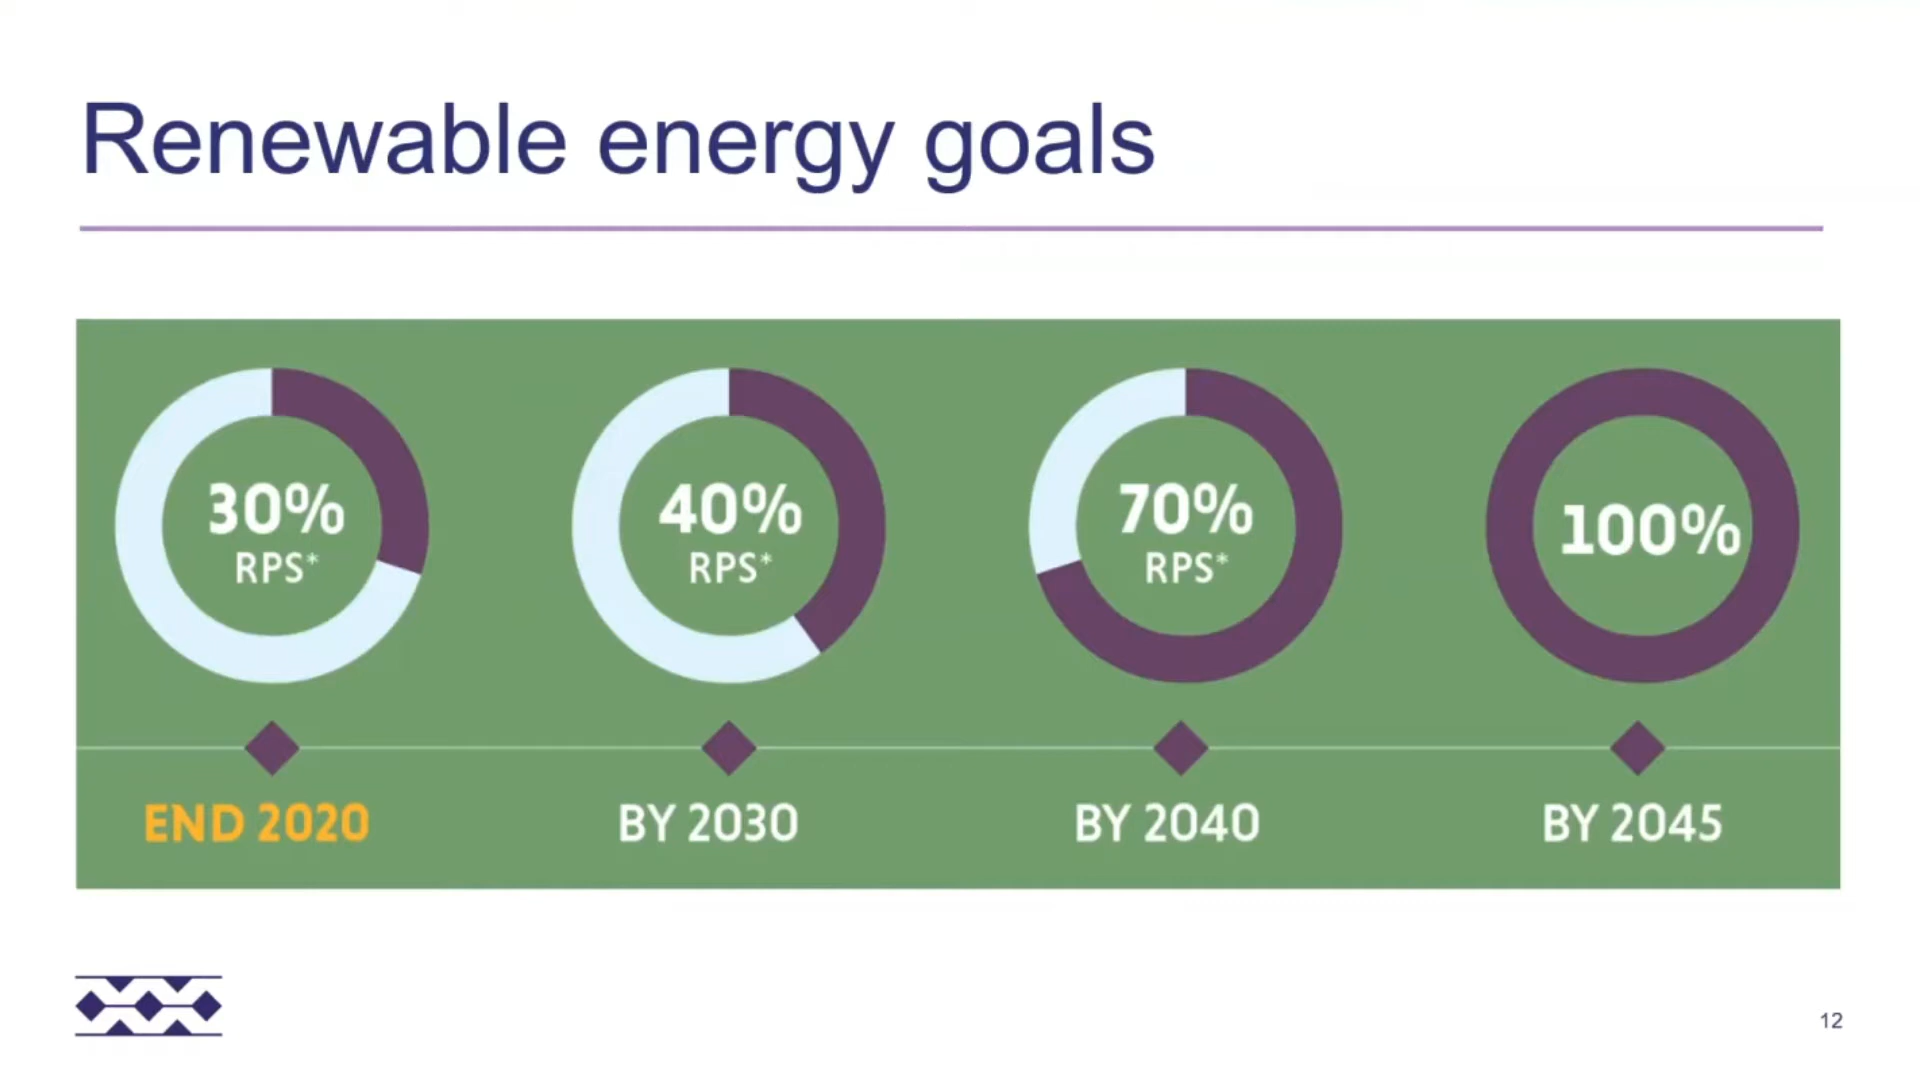 Renewable energy goals
30%
RPS*
40%
RPS*
70%
RPS*
100%
END 2020
BY 2030
BY 2040
BY 2045
12